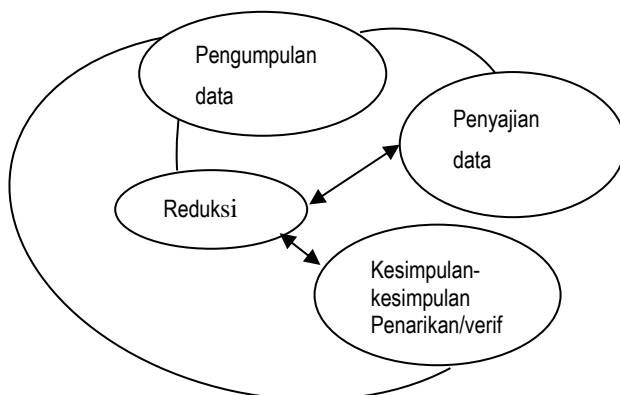 Pengumpulan
data
Penyajian
data
Reduksi
Kesimpulan-
kesimpulan
Penarikan/verif